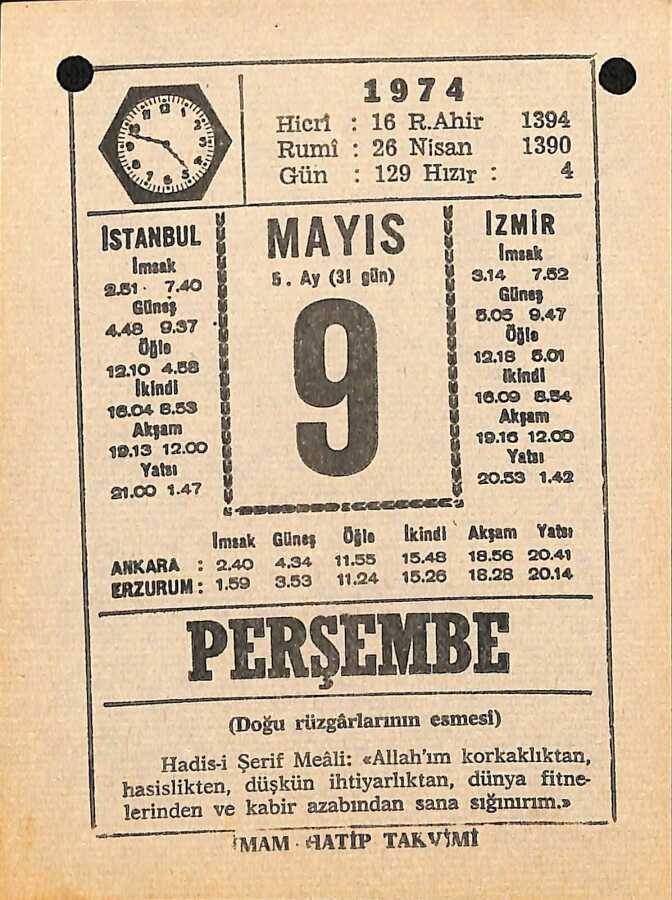 1974
Hicrî : 16 R.Ahir 1394
Rumî : 26 Nisan 1390
Gün : 129 Hızır : 4
İSTANBUL
İmsak
2.51 7.40
Güneş
4.48 9.37
Öğle
12.10 4.58
İkindi
16.04 8.53
Akşam
19.13 12.00
Yatsı
21.00 1.47
MAYIS
5. Ay (31 gün)
9
İZMİR
İmsak
3.14 7.52
Güneş
5.05 9.47
Öğle
12.18 5.01
İkindi
16.09 8.54
Akşam
19.16 12.00
Yatsı
20.53 1.42
İmsak Güneş Öğle İkindi Akşam Yatsı
ANKARA : 2.40 4.34 11.55 15.48 18.56 20.41
ERZURUM : 1.59 3.53 11.24 15.26 18.28 20.14
PERŞEMBE
(Doğu rüzgârlarının esmesi)
Hadis-i Şerif Meâli: «Allah'ım korkaklıktan,
hasislikten, düşkün ihtiyarlıktan, dünya fitne-
lerinden ve kabir azabından sana sığınırım.»
İMAM HATİP TAKVİMİ